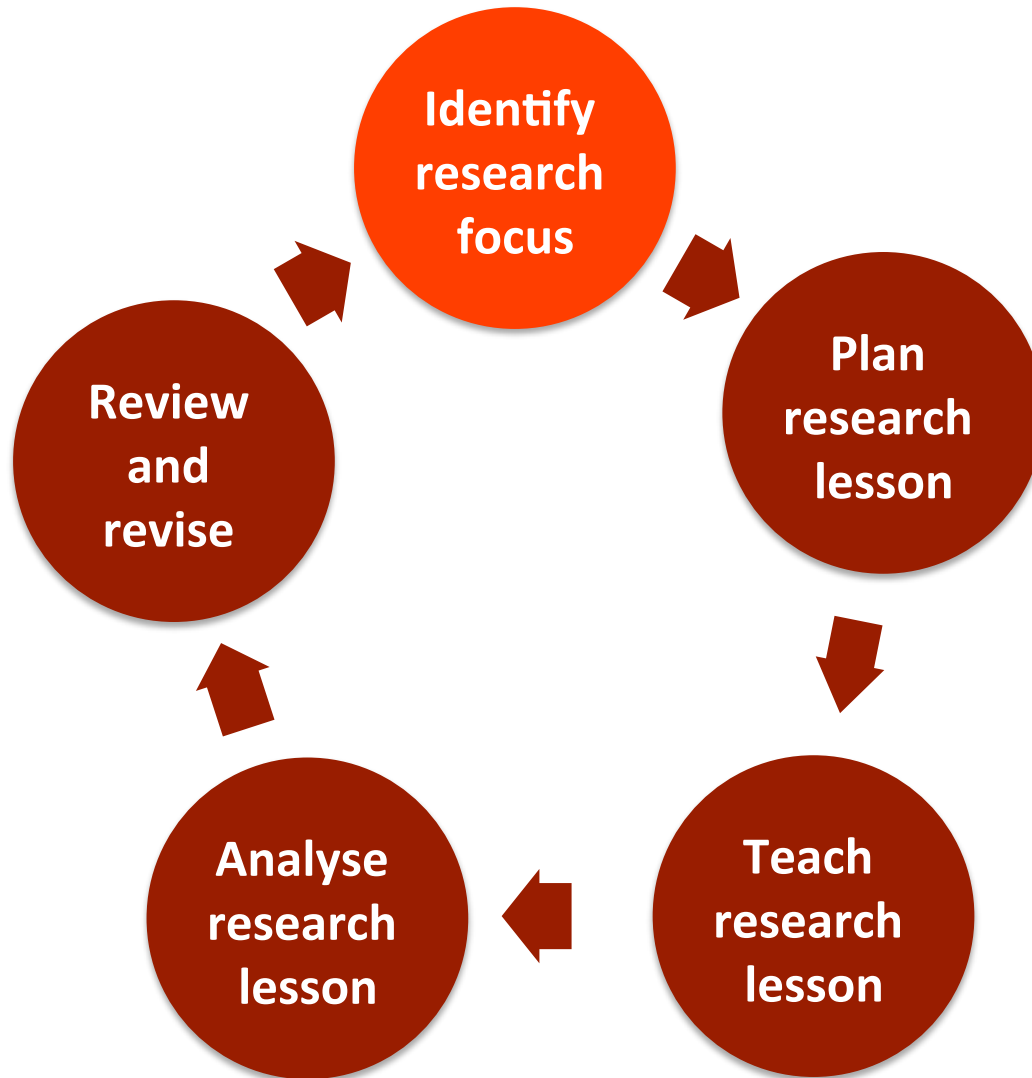 Identify
research
focus
Plan
research
lesson
Teach
research
lesson
Analyse
research
lesson
Review
and
revise